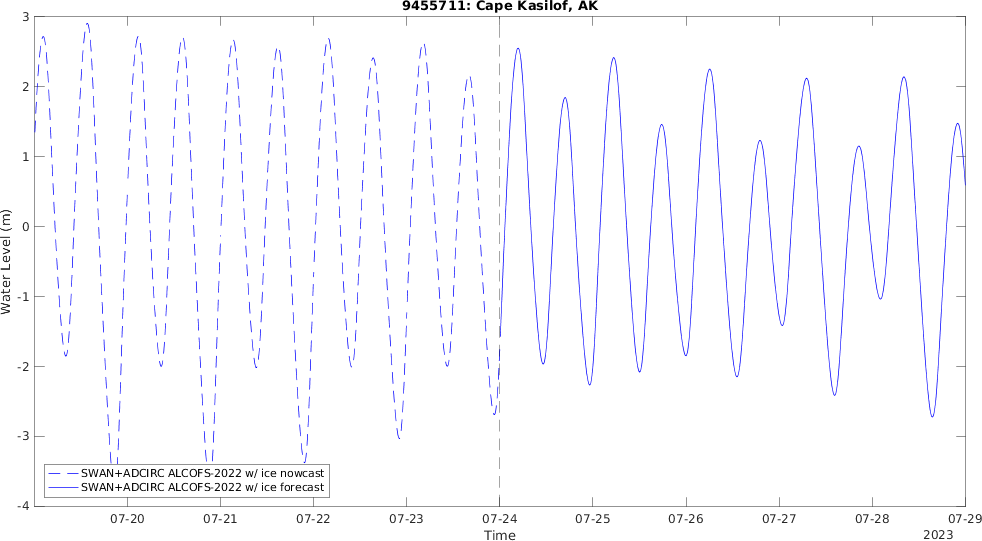 9455711: Cape Kasilof, AK
3
2
1
0
-1
-2
-3
-4
Water Level (m)
SWAN+ADCIRC ALCOFS-2022 w/ ice nowcast
SWAN+ADCIRC ALCOFS-2022 w/ ice forecast
07-20 07-21 07-22 07-23 07-24 07-25 07-26 07-27 07-28 07-29
Time
2023